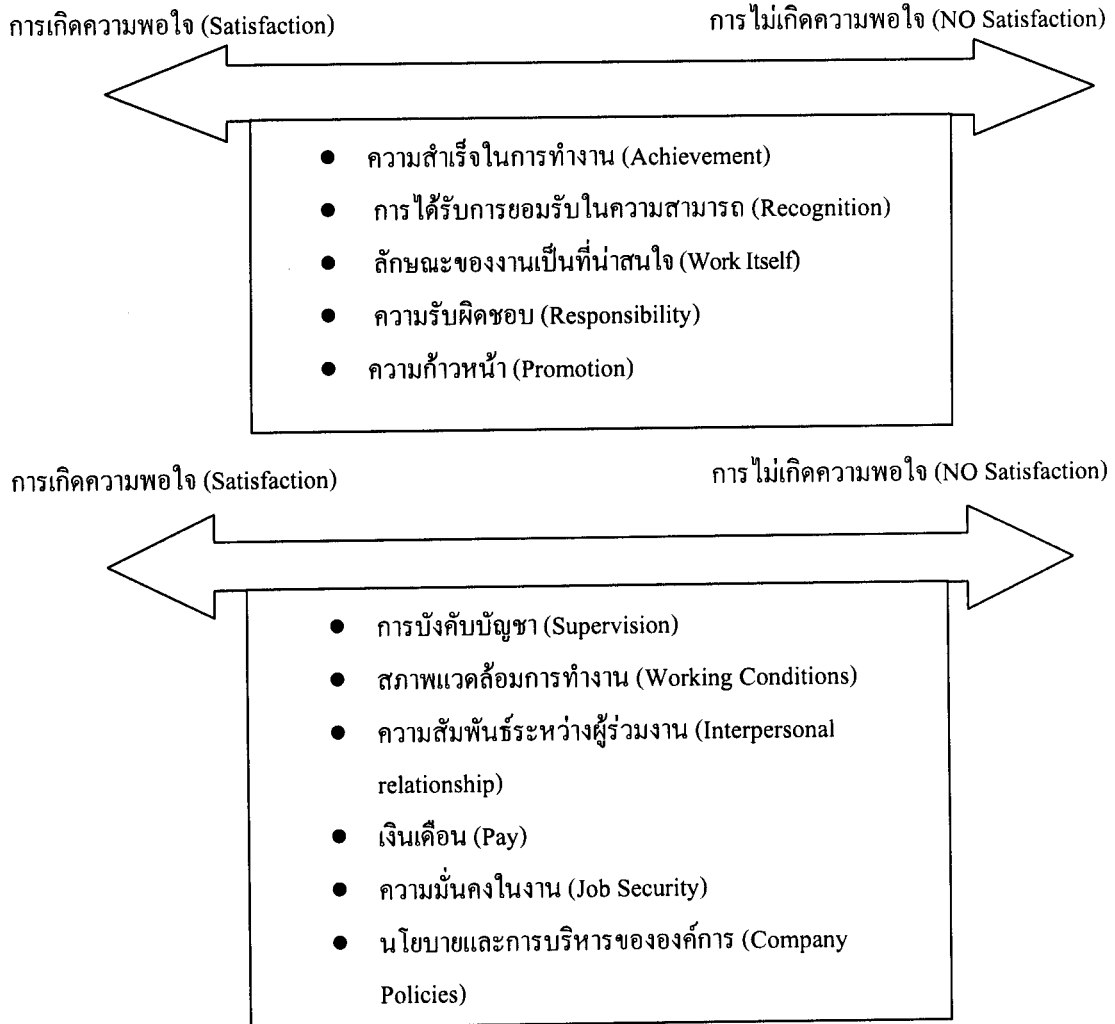 การเกิดความพอใจ (Satisfaction)
การไม่เกิดความพอใจ (NO Satisfaction)
● ความสำเร็จในการทำงาน (Achievement)
● การได้รับการยอมรับในความสามารถ (Recognition)
● ลักษณะของงานเป็นที่น่าสนใจ (Work Itself)
● ความรับผิดชอบ (Responsibility)
● ความก้าวหน้า (Promotion)
การเกิดความพอใจ (Satisfaction)
การไม่เกิดความพอใจ (NO Satisfaction)
● การบังคับบัญชา (Supervision)
● สภาพแวดล้อมการทำงาน (Working Conditions)
● ความสัมพันธ์ระหว่างผู้ร่วมงาน (Interpersonal
relationship)
● เงินเดือน (Pay)
● ความมั่นคงในงาน (Job Security)
● นโยบายและการบริหารขององค์การ (Company
Policies)